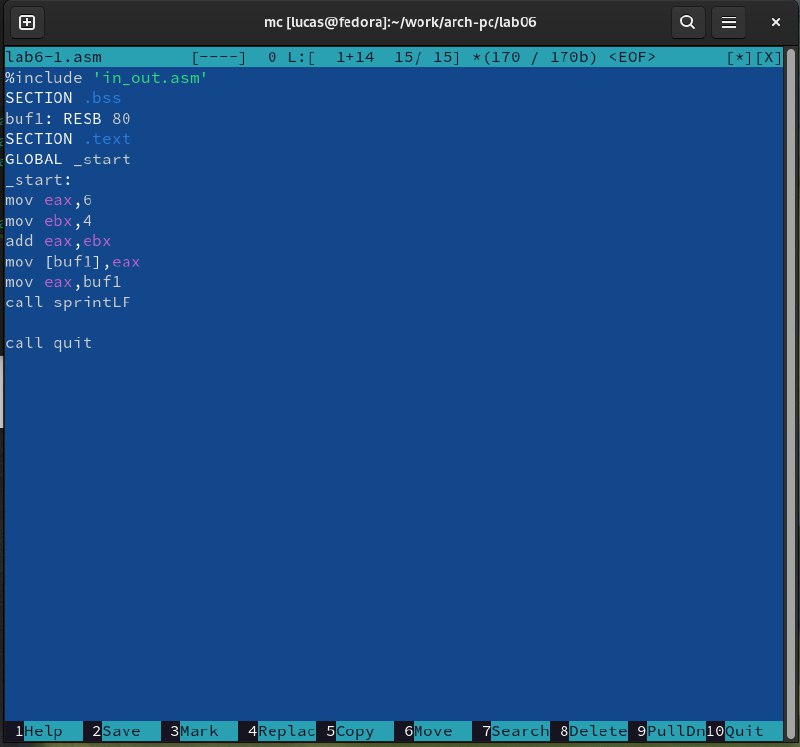 mc [lucas@fedora]:~/work/arch-pc/lab06
lab6-1.asm [----] 0 L:[ 1+14 15/ 15] *(170 / 170b) <EOF> [*][X]
%include 'in_out.asm'
SECTION .bss
buf1: RESB 80
SECTION .text
GLOBAL _start
_start:
mov eax,6
mov ebx,4
add eax,ebx
mov [buf1],eax
mov eax,buf1
call sprintLF
call quit
1Help 2Save 3Mark 4Replac 5Copy 6Move 7Search 8Delete 9PullDn10Quit